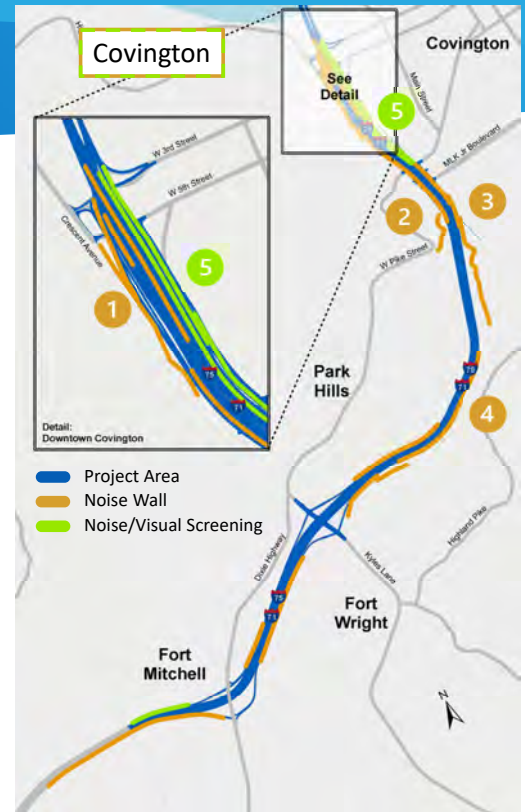 Covington
Covington
See
Detail
Main Street
5
MLK Jr Boulevard
W 3rd Street
W 5th Street
Crescent Avenue
5
1
75
71
Detail:
Downtown Covington
2
3
W Pike Street
Park
Hills
75
71
4
Project Area
Noise Wall
Noise/Visual Screening
Highland Pike
Dixie Highway
Kyles Lane
75
71
Fort
Wright
Fort
Mitchell
N